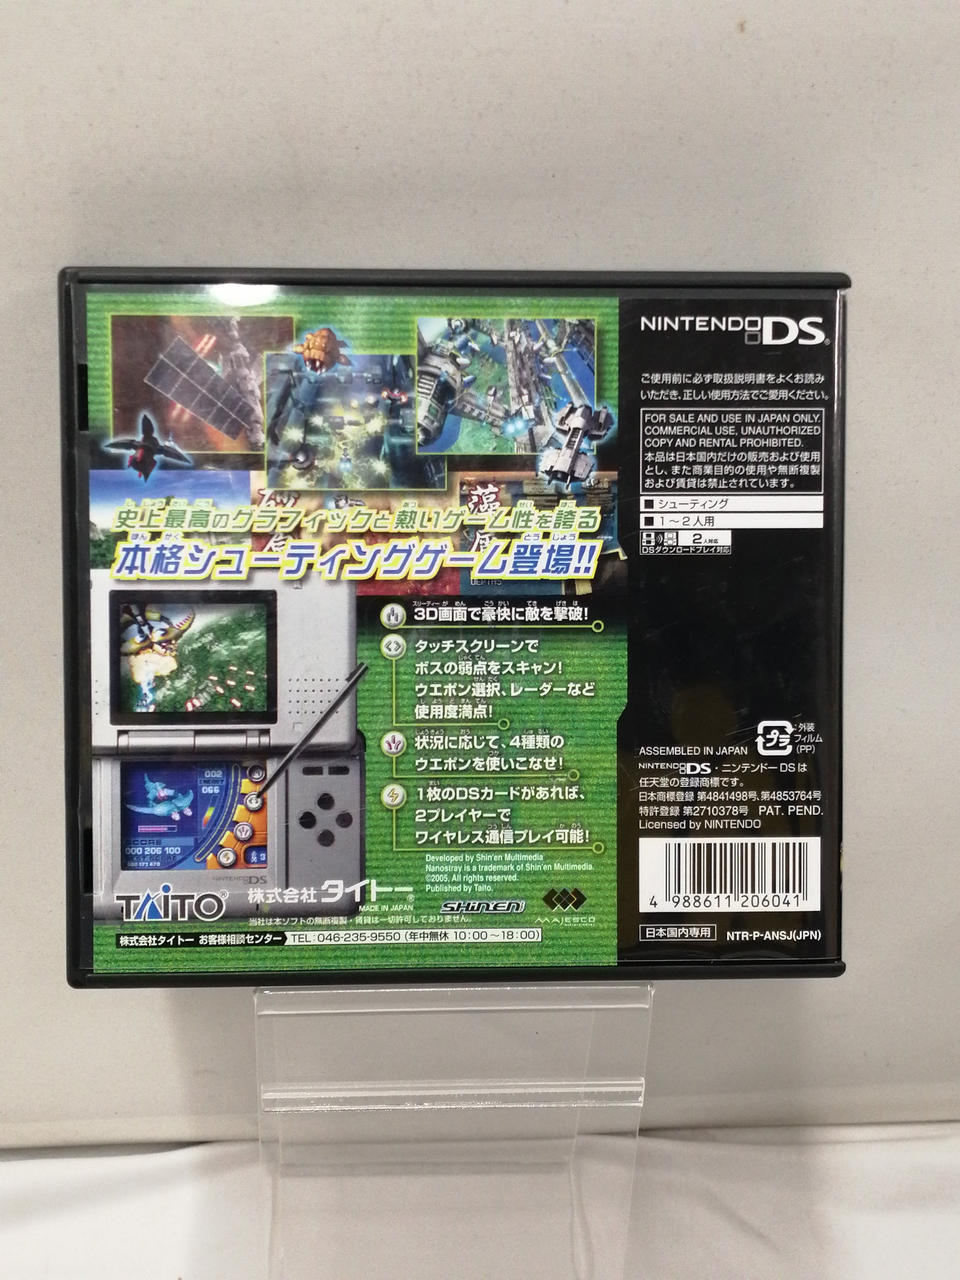 史上最高のグラフィックと熱いゲーム性を誇る
本格シューティングゲーム登場!!
3D画面で豪快に敵を撃破!
タッチスクリーンで
ボスの弱点をスキャン!
ウエポン選択、レーダーなど
使用度満点!
状況に応じて、4種類の
ウエポンを使いこなせ!
1枚のDSカードがあれば、
2プレイヤーで
ワイヤレス通信プレイ可能!
Developed by Shin'en Multimedia
Nanostray is a trademark of Shin'en Multimedia.
©2005, All rights reserved.
Published by Taito.
002
066
000 206 100
NINTENDO DS
TAITO®
株式会社タイトー®
MADE IN JAPAN
SHIN'EN
MAJESCO
当社は本ソフトの無断複製・賃貸は一切許可しておりません。
株式会社タイトー お客様相談センター TEL:046-235-9550 (年中無休 10:00〜18:00)
NINTENDO DS®
ご使用前に必ず取扱説明書をよくお読み
いただき、正しい使用方法でご愛用ください。
FOR SALE AND USE IN JAPAN ONLY.
COMMERCIAL USE, UNAUTHORIZED
COPY AND RENTAL PROHIBITED.
本品は日本国内だけの販売および使用
とし、また商業目的の使用や無断複製
および賃貸は禁止されています。
■ シューティング
■ 1〜2人用
2人対応
DSダウンロードプレイ対応
プラ
:外装
フィルム
(PP)
ASSEMBLED IN JAPAN
NINTENDO DS・ニンテンドーDSは
任天堂の登録商標です。
日本商標登録 第4841498号、第4853764号
特許登録 第2710378号 PAT. PEND.
Licensed by NINTENDO
4 988611 206041
日本国内専用
NTR-P-ANSJ(JPN)